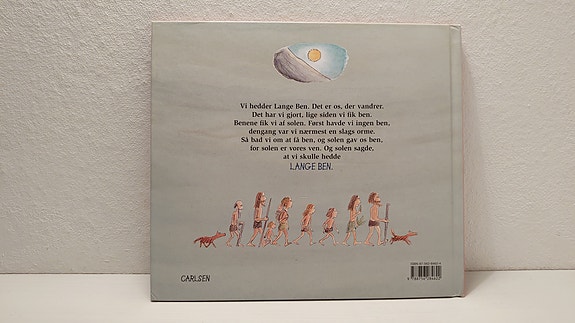 Vi hedder Lange Ben. Det er os, der vandrer.
Det har vi gjort, lige siden vi fik ben.
Benene fik vi af solen. Først havde vi ingen ben,
dengang var vi nærmest en slags orme.
Så bad vi om at få ben, og solen gav os ben,
for solen er vores ven. Og solen sagde,
at vi skulle hedde
LANGE BEN.
CARLSEN